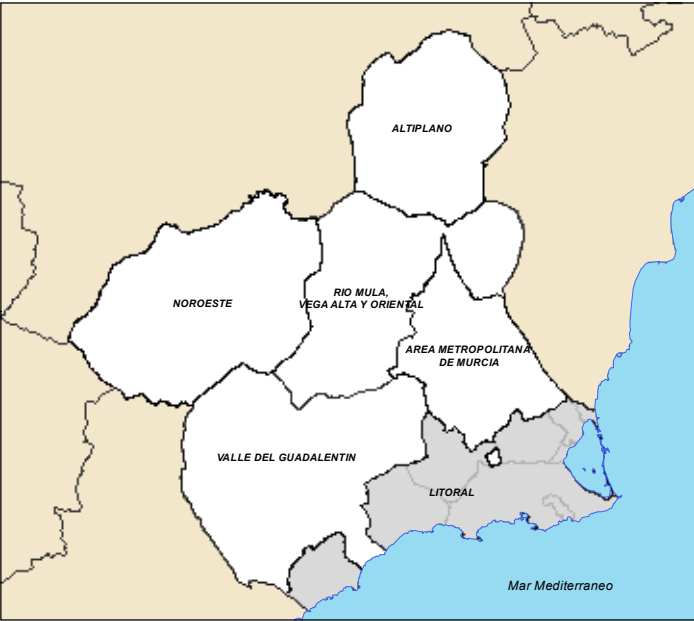 ALTIPLANO
NOROESTE
RIO MULA,
VEGA ALTA Y ORIENTAL
AREA METROPOLITANA
DE MURCIA
VALLE DEL GUADALENTIN
LITORAL
Mar Mediterraneo